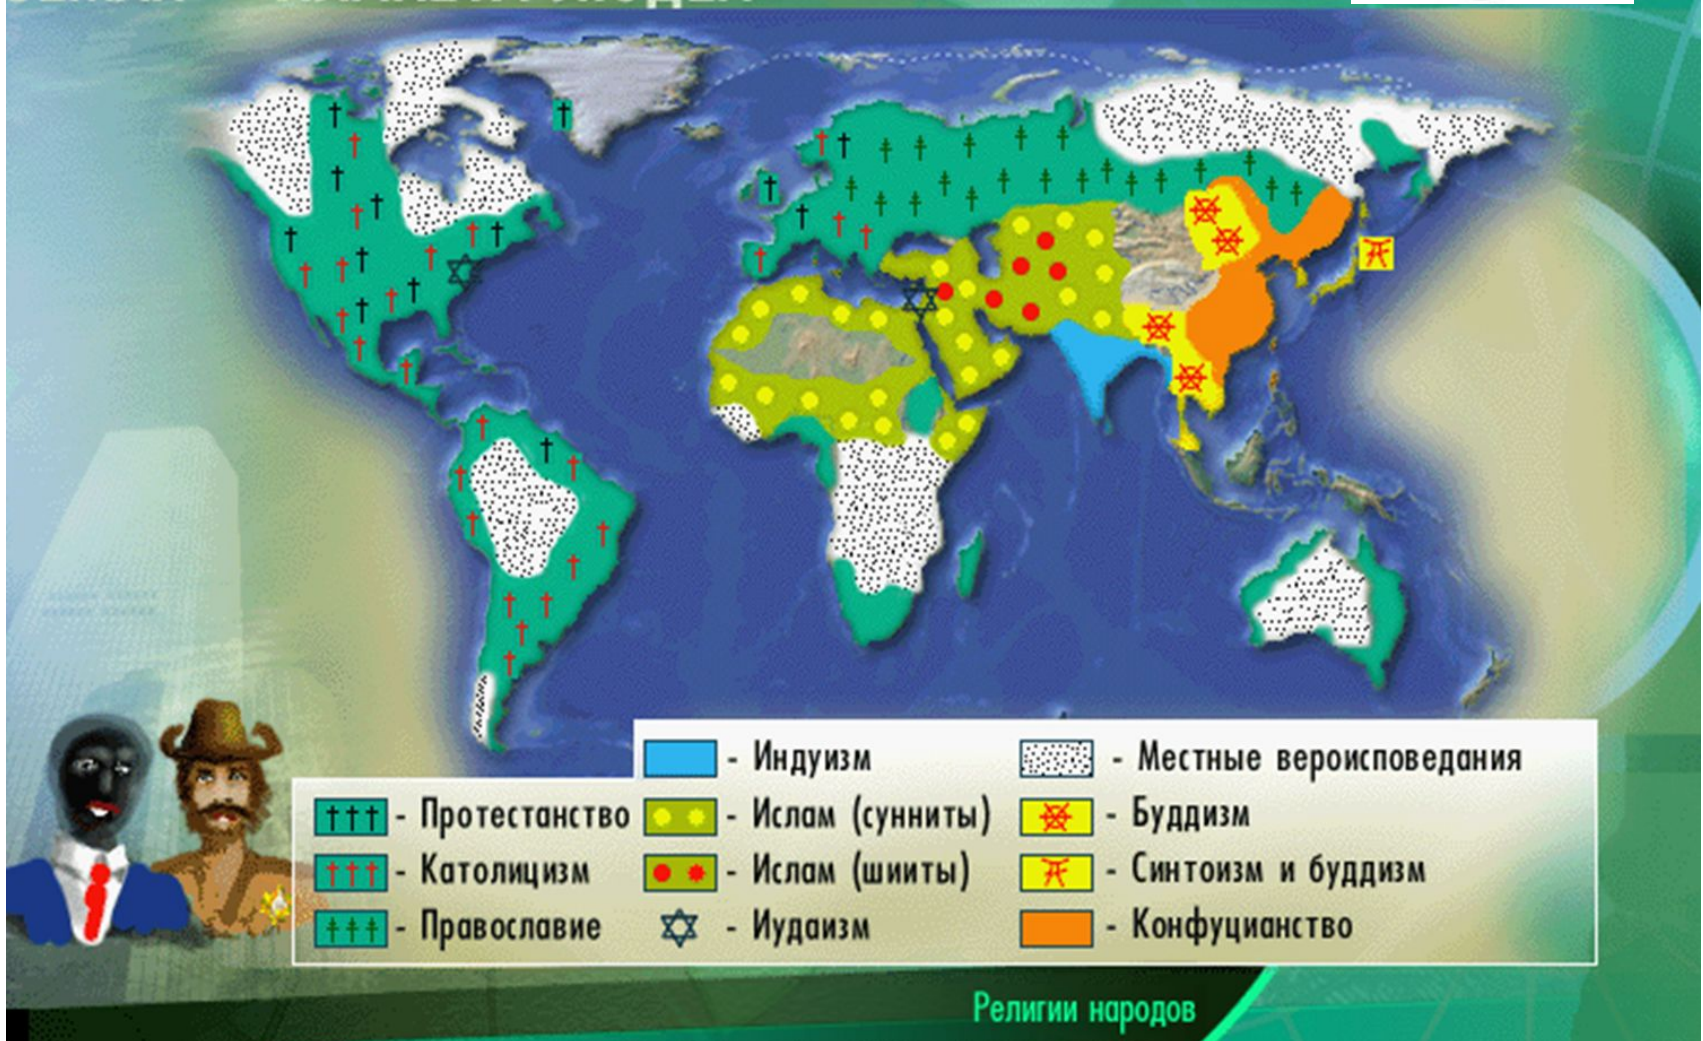 - Индуизм
- Местные вероисповедания
- Протестанство
- Ислам (сунниты)
- Буддизм
- Католицизм
- Ислам (шииты)
- Синтоизм и буддизм
- Православие
- Иудаизм
- Конфуцианство
Религии народов